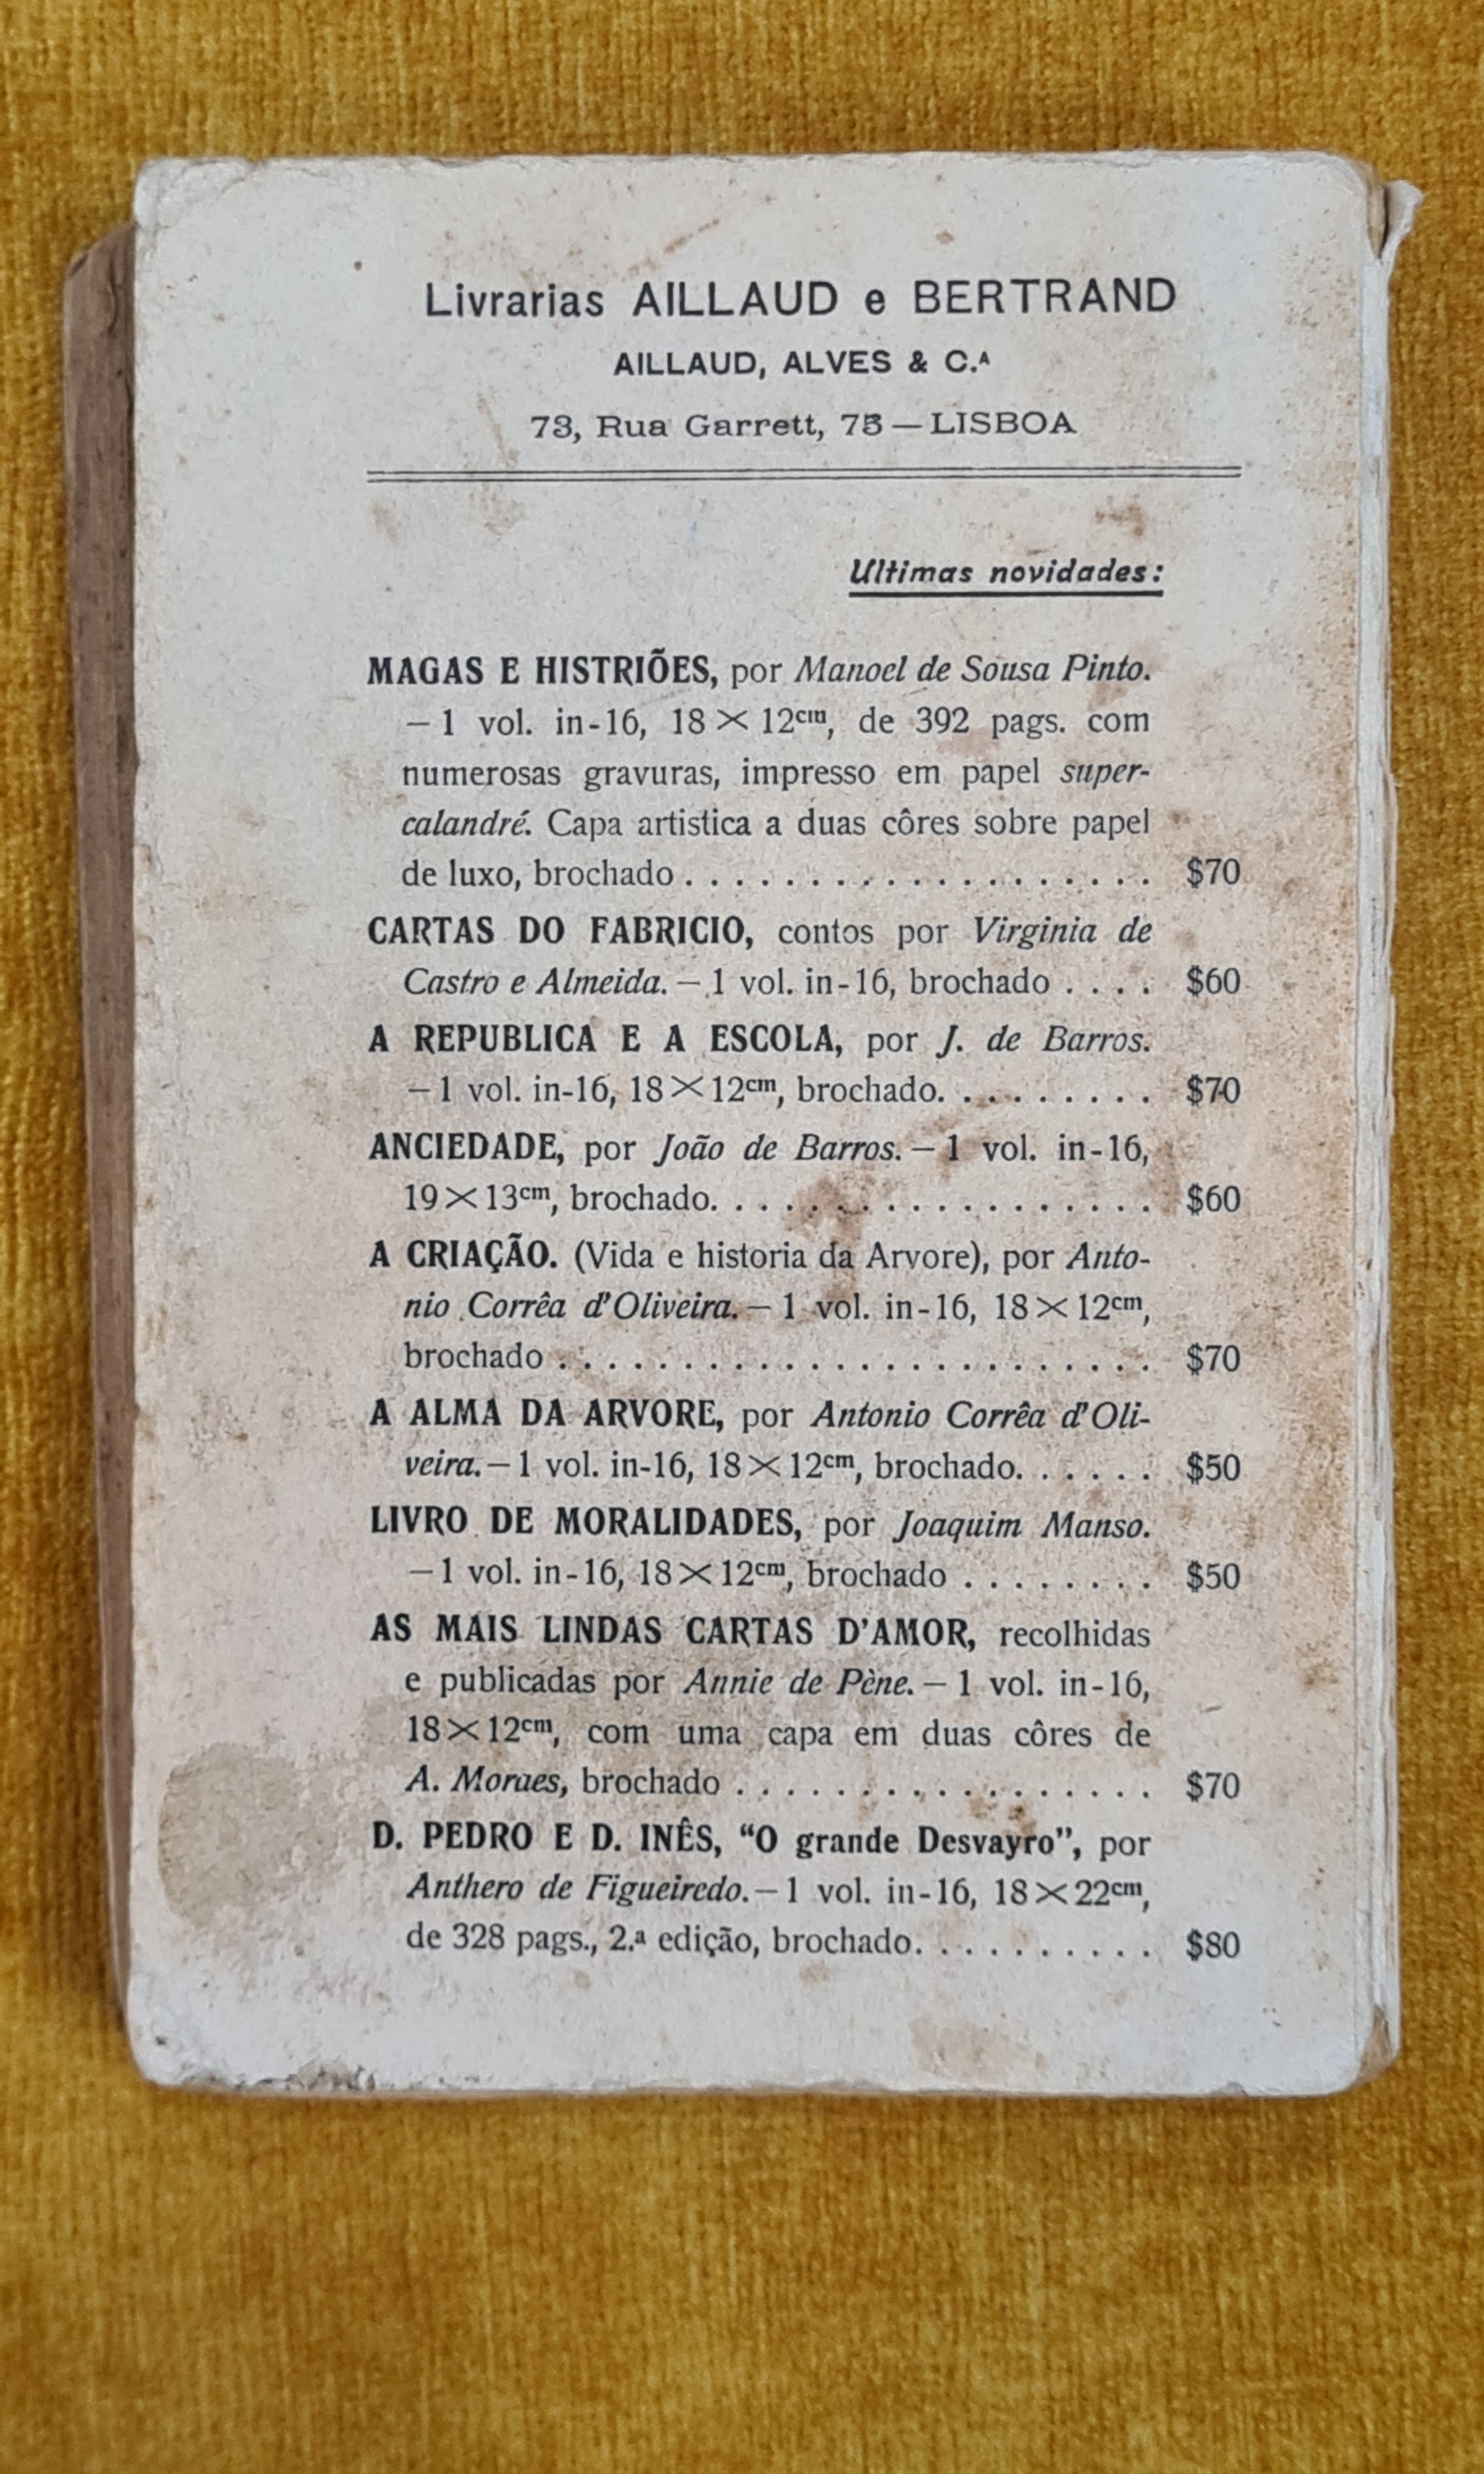 Livrarias AILLAUD e BERTRAND
AILLAUD, ALVES & C.ᴬ
73, Rua Garrett, 75 — LISBOA
Ultimas novidades:
MAGAS E HISTRIÕES, por Manoel de Sousa Pinto.
— 1 vol. in-16, 18 × 12cm, de 392 pags. com
numerosas gravuras, impresso em papel super-
calandré. Capa artistica a duas côres sobre papel
de luxo, brochado . . . . . . . . . . . . . . . . . . . $70
CARTAS DO FABRICIO, contos por Virginia de
Castro e Almeida. — 1 vol. in-16, brochado . . . . $60
A REPUBLICA E A ESCOLA, por J. de Barros.
— 1 vol. in-16, 18 × 12cm, brochado. . . . . . . . . $70
ANCIEDADE, por João de Barros. — 1 vol. in-16,
19 × 13cm, brochado. . . . . . . . . . . . . . . . . . $60
A CRIAÇÃO. (Vida e historia da Arvore), por Anto-
nio Corrêa d'Oliveira. — 1 vol. in-16, 18 × 12cm,
brochado . . . . . . . . . . . . . . . . . . . . . . . . $70
A ALMA DA ARVORE, por Antonio Corrêa d'Oli-
veira. — 1 vol. in-16, 18 × 12cm, brochado. . . . . . $50
LIVRO DE MORALIDADES, por Joaquim Manso.
— 1 vol. in-16, 18 × 12cm, brochado . . . . . . . . $50
AS MAIS LINDAS CARTAS D'AMOR, recolhidas
e publicadas por Annie de Pène. — 1 vol. in-16,
18 × 12cm, com uma capa em duas côres de
A. Moraes, brochado . . . . . . . . . . . . . . . . . $70
D. PEDRO E D. INÊS, “O grande Desvayro”, por
Anthero de Figueiredo. — 1 vol. in-16, 18 × 22cm,
de 328 pags., 2.ª edição, brochado. . . . . . . . . . $80